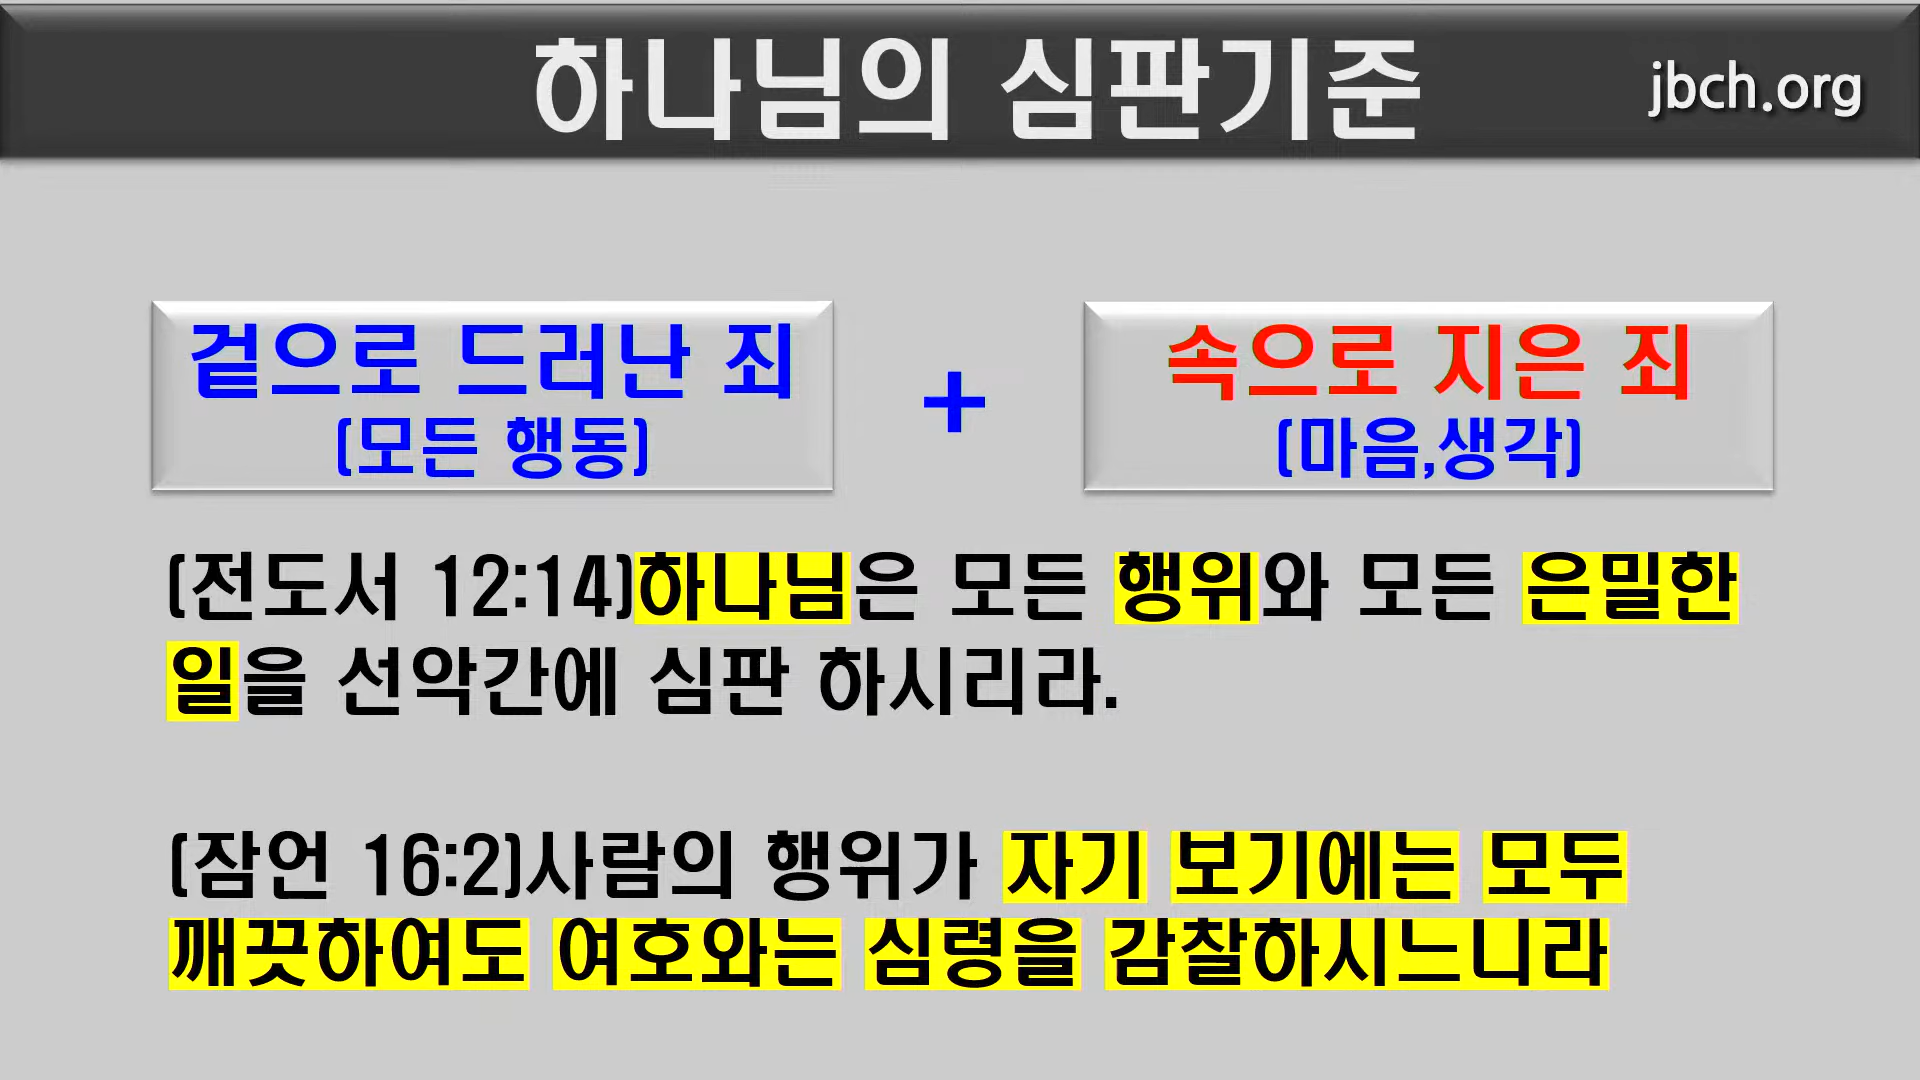 하나님의 심판기준
jbch.org
겉으로 드러난 죄
(모든 행동)
+
속으로 지은 죄
(마음,생각)
(전도서 12:14)하나님은 모든 행위와 모든 은밀한
일을 선악간에 심판 하시리라.
(잠언 16:2)사람의 행위가 자기 보기에는 모두
깨끗하여도 여호와는 심령을 감찰하시느니라